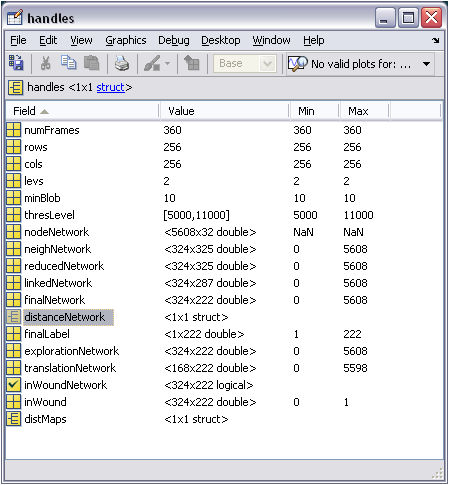 handles
File Edit View Graphics Debug Desktop Window Help
Base No valid plots for: ...
handles <1x1 struct>
Field Value Min Max
numFrames 360 360 360
rows 256 256 256
cols 256 256 256
levs 2 2 2
minBlob 10 10 10
thresLevel [5000,11000] 5000 11000
nodeNetwork <5608x32 double> NaN NaN
neighNetwork <324x325 double> 0 5608
reducedNetwork <324x325 double> 0 5608
linkedNetwork <324x287 double> 0 5608
finalNetwork <324x222 double> 0 5608
distanceNetwork <1x1 struct>
finalLabel <1x222 double> 1 222
explorationNetwork <324x222 double> 0 5608
translationNetwork <168x222 double> 0 5598
inWoundNetwork <324x222 logical>
inWound <324x222 double> 0 1
distMaps <1x1 struct>